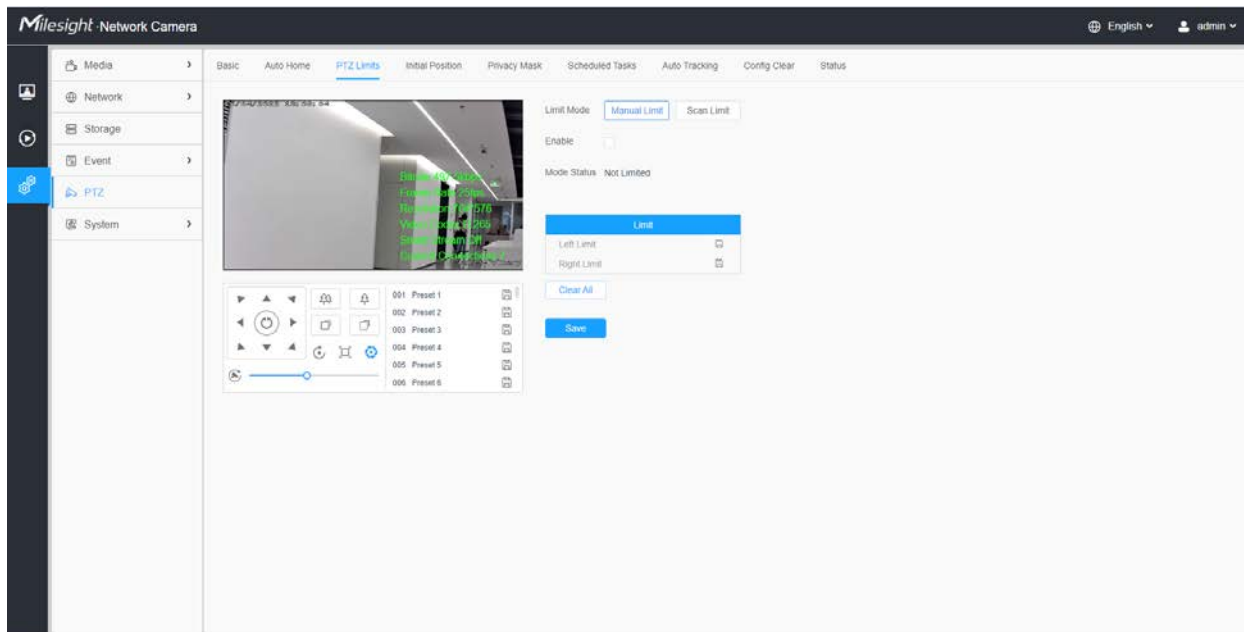 Milesight Network Camera
English
admin
Media
Network
Storage
Event
PTZ
System
Basic Auto Home PTZ Limits Initial Position Privacy Mask Scheduled Tasks Auto Tracking Config Clear Status
Frame Rate 25fps
Limit Mode Manual Limit Scan Limit
Enable
Mode Status Not Limited
Limit
Left Limit
Right Limit
Clear All
Save
001 Preset 1
002 Preset 2
003 Preset 3
004 Preset 4
005 Preset 5
006 Preset 6